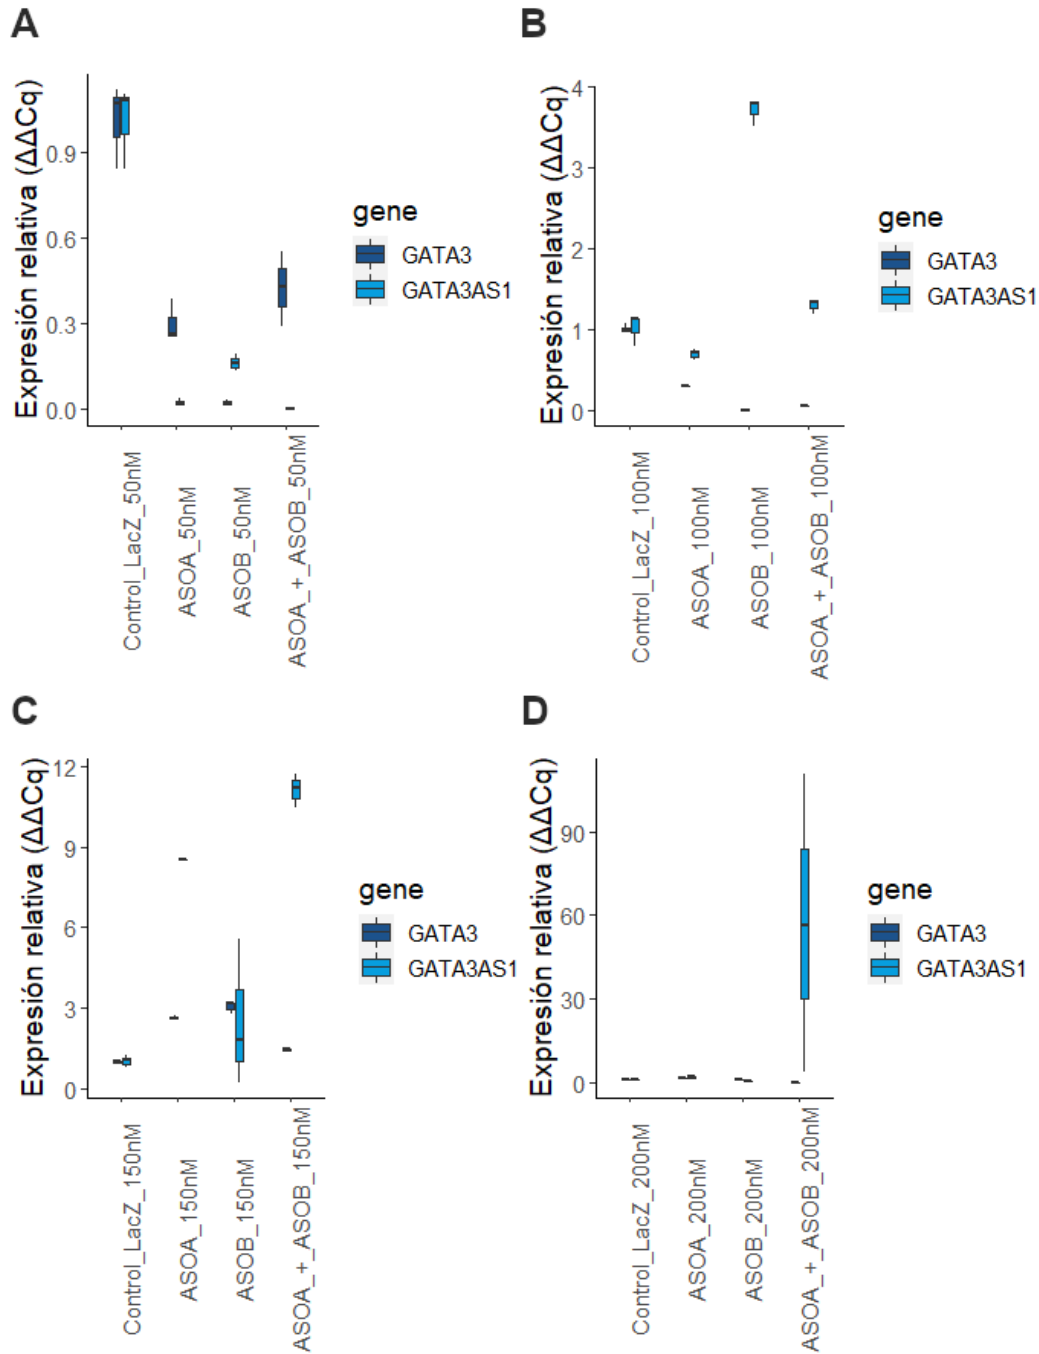 A
Expresión relativa (ΔΔCq)
0.9
0.6
0.3
0.0
Control_LacZ_50nM
ASOA_50nM
ASOB_50nM
ASOA_+_ASOB_50nM
gene
GATA3
GATA3AS1
B
Expresión relativa (ΔΔCq)
4
3
2
1
0
Control_LacZ_100nM
ASOA_100nM
ASOB_100nM
ASOA_+_ASOB_100nM
gene
GATA3
GATA3AS1
C
Expresión relativa (ΔΔCq)
12
9
6
3
0
Control_LacZ_150nM
ASOA_150nM
ASOB_150nM
ASOA_+_ASOB_150nM
gene
GATA3
GATA3AS1
D
Expresión relativa (ΔΔCq)
90
60
30
0
Control_LacZ_200nM
ASOA_200nM
ASOB_200nM
ASOA_+_ASOB_200nM
gene
GATA3
GATA3AS1